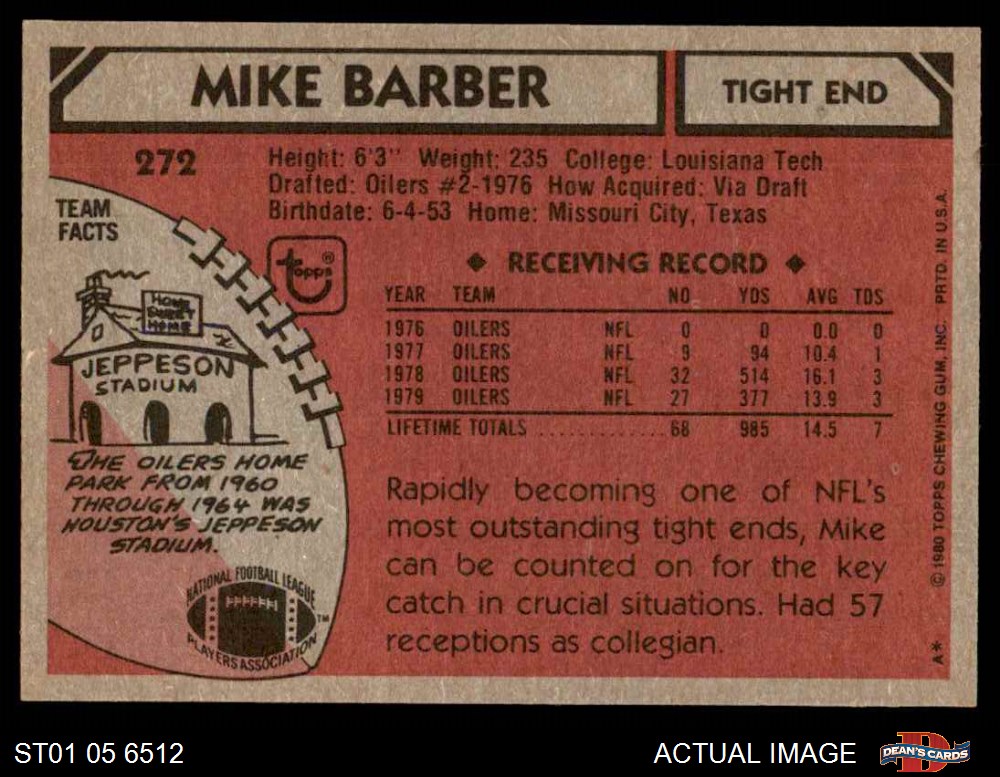 MIKE BARBER
TIGHT END
272
Height: 6'3" Weight: 235 College: Louisiana Tech
Drafted: Oilers #2-1976 How Acquired: Via Draft
Birthdate: 6-4-53 Home: Missouri City, Texas
TEAM
FACTS
topps®
HOME
SWEET
HOME
JEPPESON
STADIUM
THE OILERS HOME
PARK FROM 1960
THROUGH 1964 WAS
HOUSTON'S JEPPESON
STADIUM.
NATIONAL FOOTBALL LEAGUE
PLAYERS ASSOCIATION
TM
◆ RECEIVING RECORD ◆
YEAR TEAM NO YDS AVG TDS
1976 OILERS NFL 0 0 0.0 0
1977 OILERS NFL 9 94 10.4 1
1978 OILERS NFL 32 514 16.1 3
1979 OILERS NFL 27 377 13.9 3
LIFETIME TOTALS .................. 68 985 14.5 7
Rapidly becoming one of NFL's
most outstanding tight ends, Mike
can be counted on for the key
catch in crucial situations. Had 57
receptions as collegian.
A* © 1980 TOPPS CHEWING GUM, INC. PRTD. IN U.S.A.
ST01 05 6512
ACTUAL IMAGE
D
DEAN'S CARDS